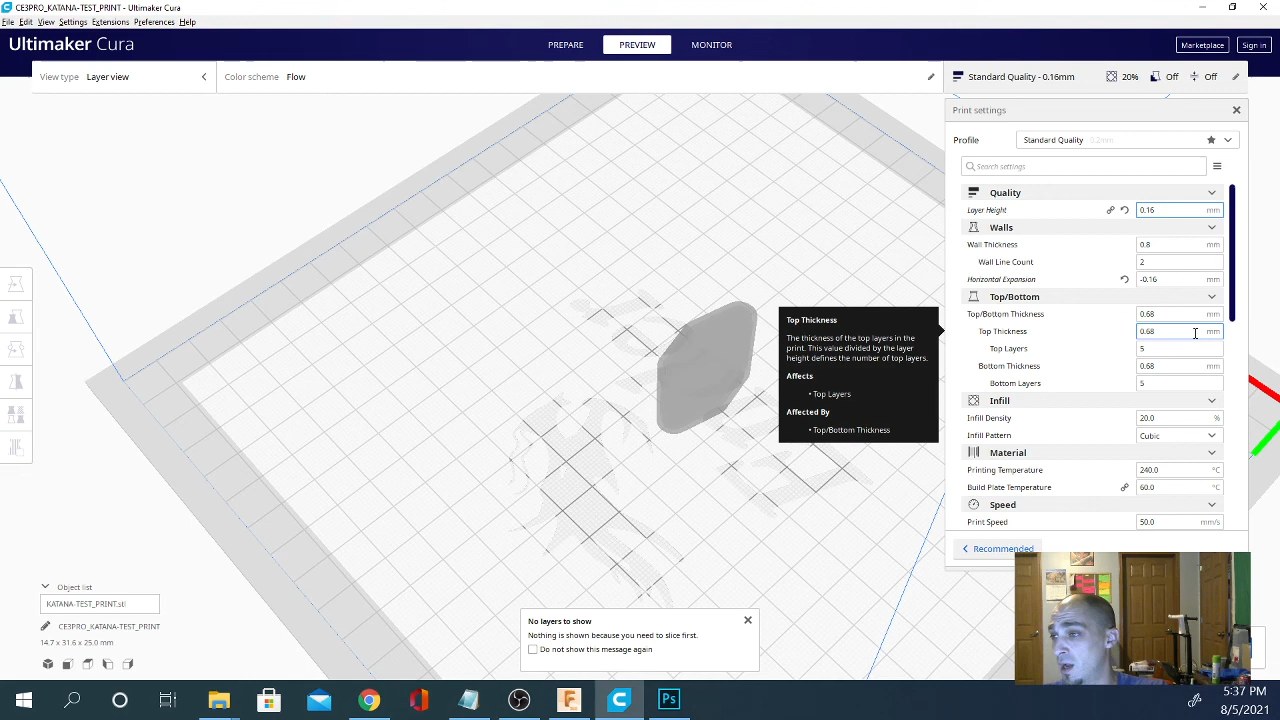 CE3PRO_KATANA-TEST_PRINT - Ultimaker Cura
File Edit View Settings Extensions Preferences Help
Ultimaker Cura
PREPARE
PREVIEW
MONITOR
Marketplace
Sign in
View type Layer view
Color scheme Flow
Standard Quality - 0.16mm
20%
Off
Off
Print settings
Profile
Standard Quality 0.2mm
Search settings
Quality
Layer Height 0.16 mm
Walls
Wall Thickness 0.8 mm
Wall Line Count 2
Horizontal Expansion -0.16 mm
Top/Bottom
Top/Bottom Thickness 0.68 mm
Top Thickness 0.68 mm
Top Layers 5
Bottom Thickness 0.68 mm
Bottom Layers 5
Infill
Infill Density 20.0 %
Infill Pattern Cubic
Material
Printing Temperature 240.0 °C
Build Plate Temperature 60.0 °C
Speed
Print Speed 50.0 mm/s
Recommended
Top Thickness
The thickness of the top layers in the
print. This value divided by the layer
height defines the number of top layers.
Affects
• Top Layers
Affected By
• Top/Bottom Thickness
Object list
KATANA-TEST_PRINT.stl
CE3PRO_KATANA-TEST_PRINT
14.7 x 31.6 x 25.0 mm
No layers to show
Nothing is shown because you need to slice first.
Do not show this message again
Ps
5:37 PM
8/5/2021